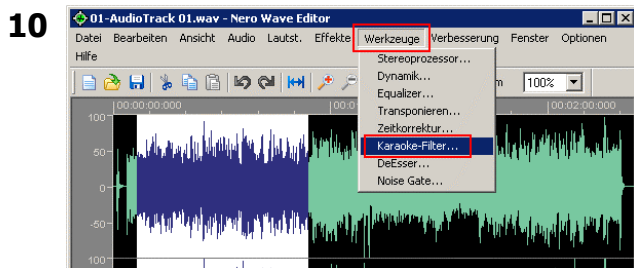 10
01-AudioTrack 01.wav - Nero Wave Editor
Datei Bearbeiten Ansicht Audio Lautst. Effekte Werkzeuge Verbesserung Fenster Optionen
Hilfe
Stereoprozessor...
Dynamik...
Equalizer...
Transponieren...
Zeitkorrektur...
Karaoke-Filter...
DeEsser...
Noise Gate...
100%
00:00:00:000
00:02:00:000
100
50
0
-50
100